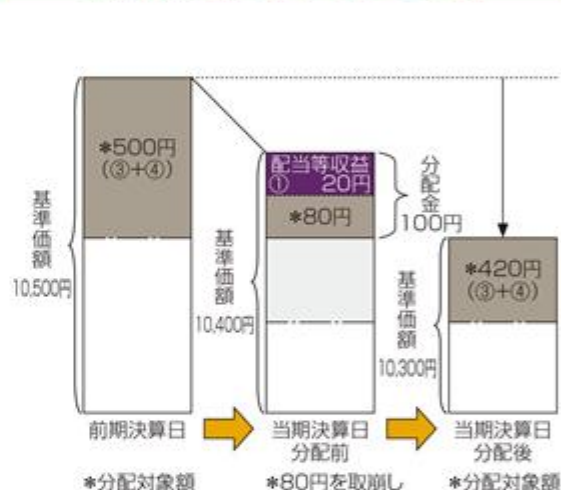 *500円
(③+④)
基準価額
10,500円
配当等収益
① 20円
*80円
分配金
100円
基準価額
10,400円
*420円
(③+④)
基準価額
10,300円
前期決算日
当期決算日
分配前
当期決算日
分配後
*分配対象額
*80円を取崩し
*分配対象額